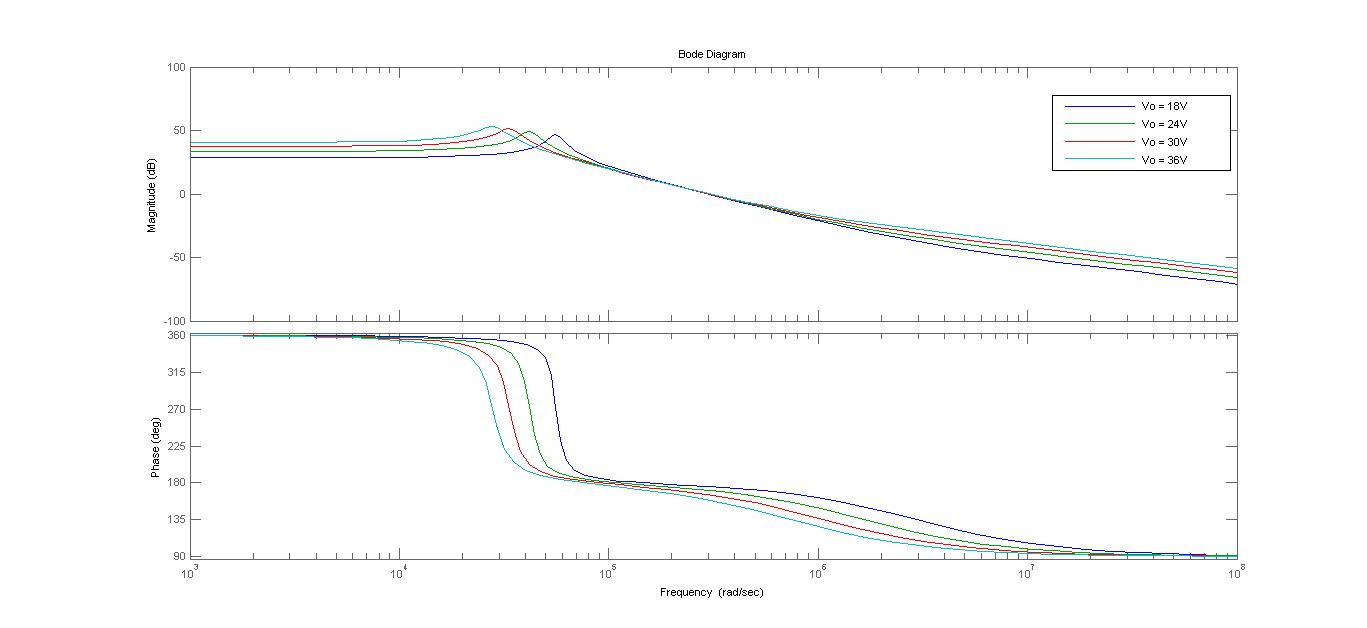 Bode Diagram
100
50
0
-50
-100
Magnitude (dB)
Vo = 18V
Vo = 24V
Vo = 30V
Vo = 36V
360
315
270
225
180
135
90
Phase (deg)
10^3 10^4 10^5 10^6 10^7 10^8
Frequency (rad/sec)